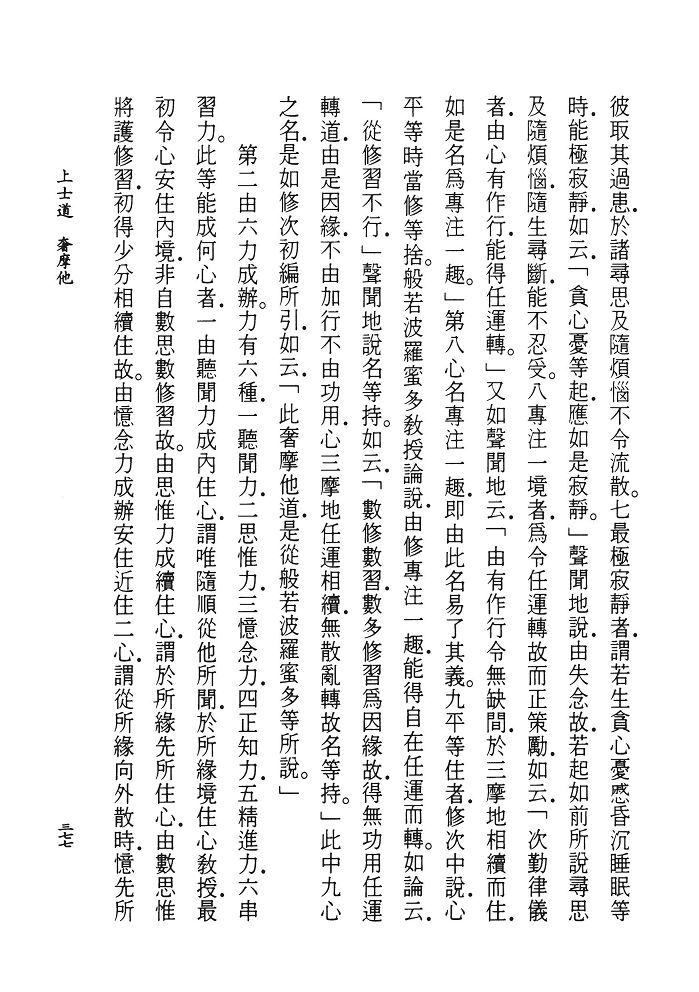 彼取其過患．於諸尋思及隨煩惱不令流散。七最極寂靜者．謂若生貪心憂慼昏沉睡眠等
時．能極寂靜．如云「貪心憂等起．應如是寂靜。」聲聞地說．由失念故．若起如前所說尋思
及隨煩惱．隨生尋斷．能不忍受。八專注一境者．爲令任運轉故而正策勵．如云「次勤律儀
者．由心有作行．能得任運轉。」又如聲聞地云．「由有作行令無缺間．於三摩地相續而住．
如是名爲專注一趣。」第八心名專注一趣．即由此名易了其義。九平等住者．修次中說．心
平等時當修等捨。般若波羅蜜多教授論說．由修專注一趣．能得自在任運而轉。如論云．
「從修習不行。」聲聞地說名等持。如云．「數修數習．數多修習爲因緣故．得無功用任運
轉道．由是因緣．不由加行不由功用．心三摩地任運相續．無散亂轉故名等持。」此中九心
之名．是如修次初編所引．如云．「此奢摩他道．是從般若波羅蜜多等所說。」
第二由六力成辦。力有六種．一聽聞力．二思惟力．三憶念力．四正知力．五精進力．六串
習力。此等能成何心者．一由聽聞力成內住心．謂唯隨順從他所聞．於所緣境住心教授．最
初令心安住內境．非自數思數修習故。由思惟力成續住心．謂於所緣先所住心．由數思惟
將護修習．初得少分相續住故。由憶念力成辦安住近住二心．謂從所緣向外散時．憶先所
上士道　奢摩他
三七七